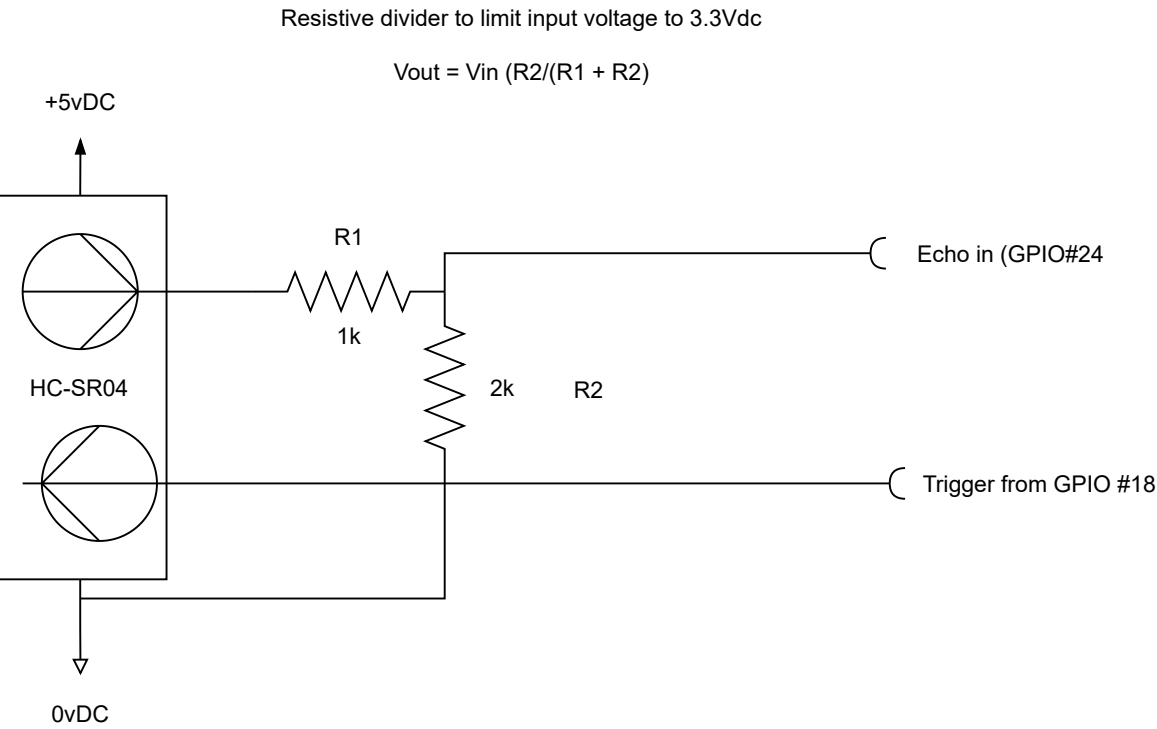 Resistive divider to limit input voltage to 3.3Vdc
Vout = Vin (R2/(R1 + R2)
+5vDC
R1
Echo in (GPIO#24
1k
HC-SR04
2k
R2
Trigger from GPIO #18
0vDC